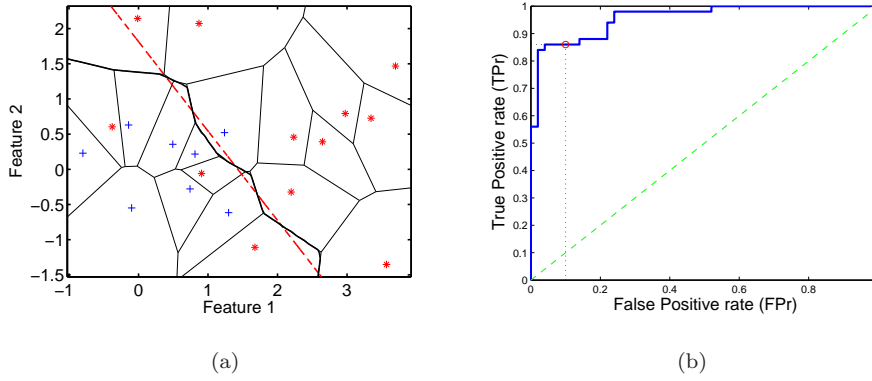 2
1.5
1
0.5
0
−0.5
−1
−1.5
−1 0 1 2 3
Feature 1
Feature 2
(a)
1
0.9
0.8
0.7
0.6
0.5
0.4
0.3
0.2
0.1
0
0 0.2 0.4 0.6 0.8
False Positive rate (FPr)
True Positive rate (TPr)
(b)